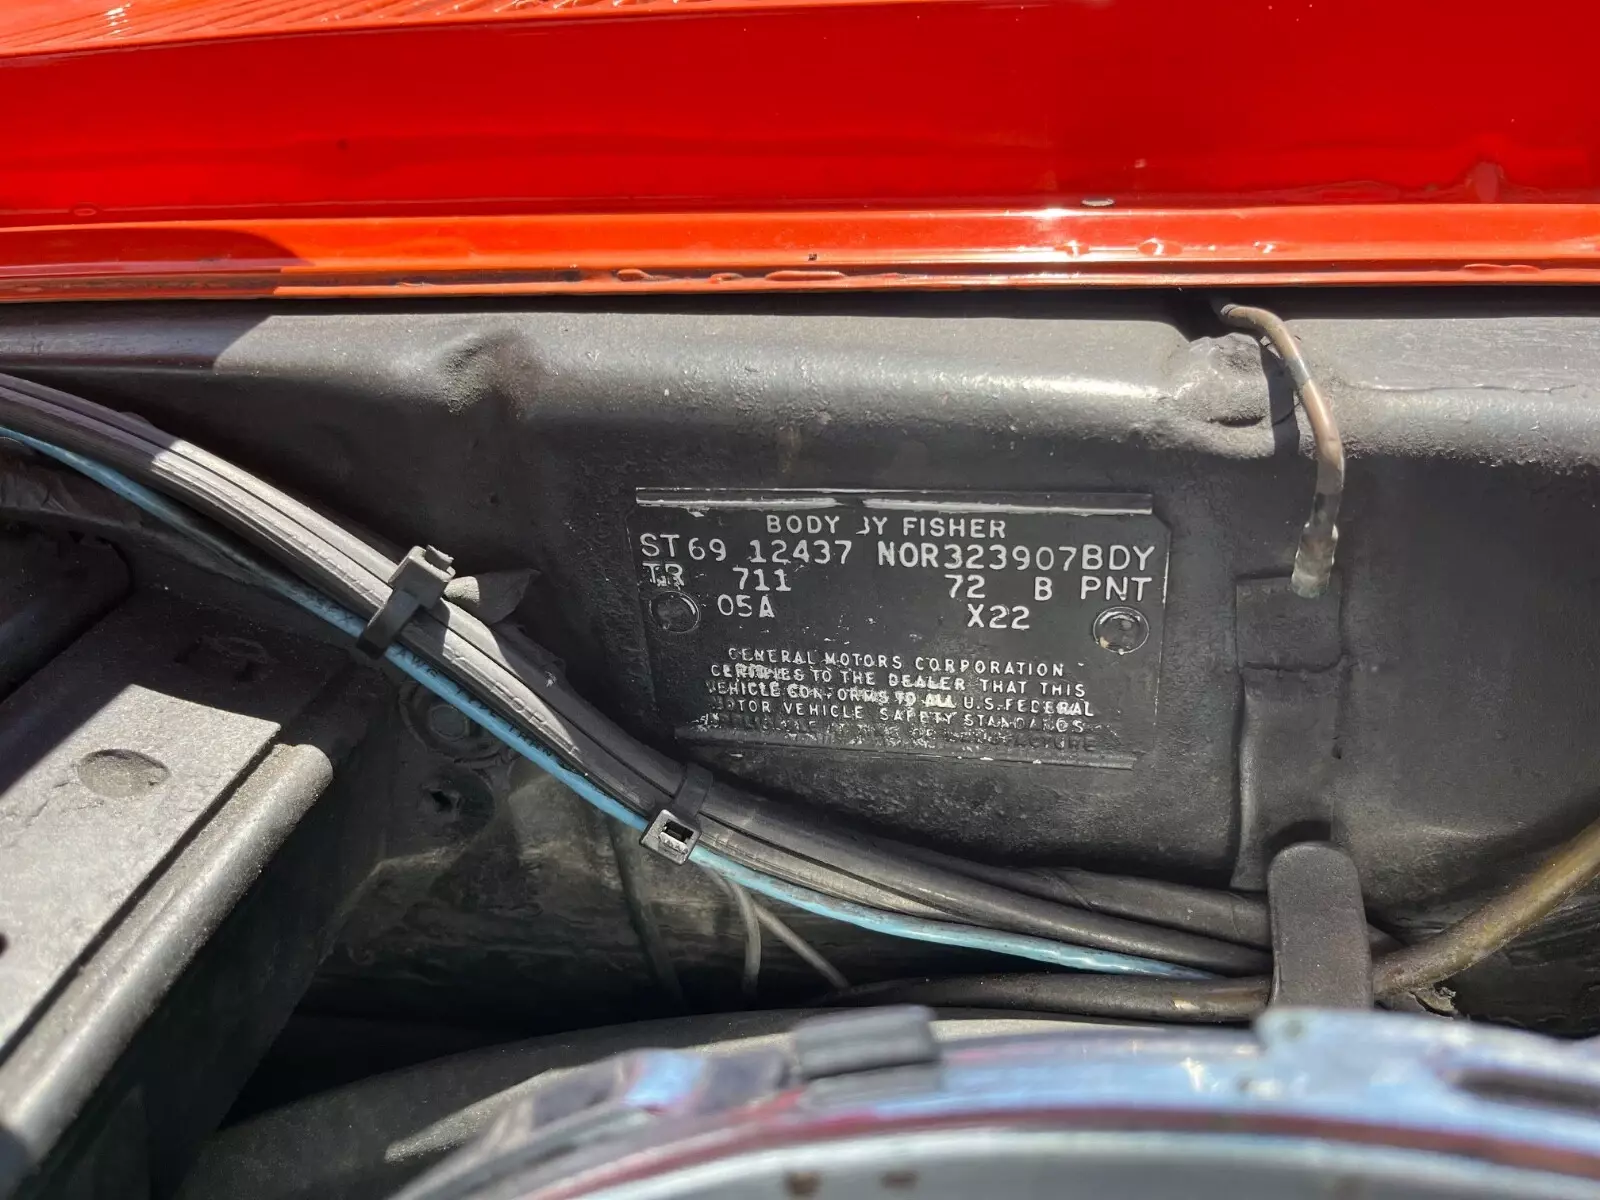 BODY BY FISHER
ST69 12437 NOR323907BDY
TR 711 72 B PNT
05A X22
GENERAL MOTORS CORPORATION
CERTIFIES TO THE DEALER THAT THIS
VEHICLE CONFORMS TO ALL U.S. FEDERAL
MOTOR VEHICLE SAFETY STANDARDS
MANUFACTURE